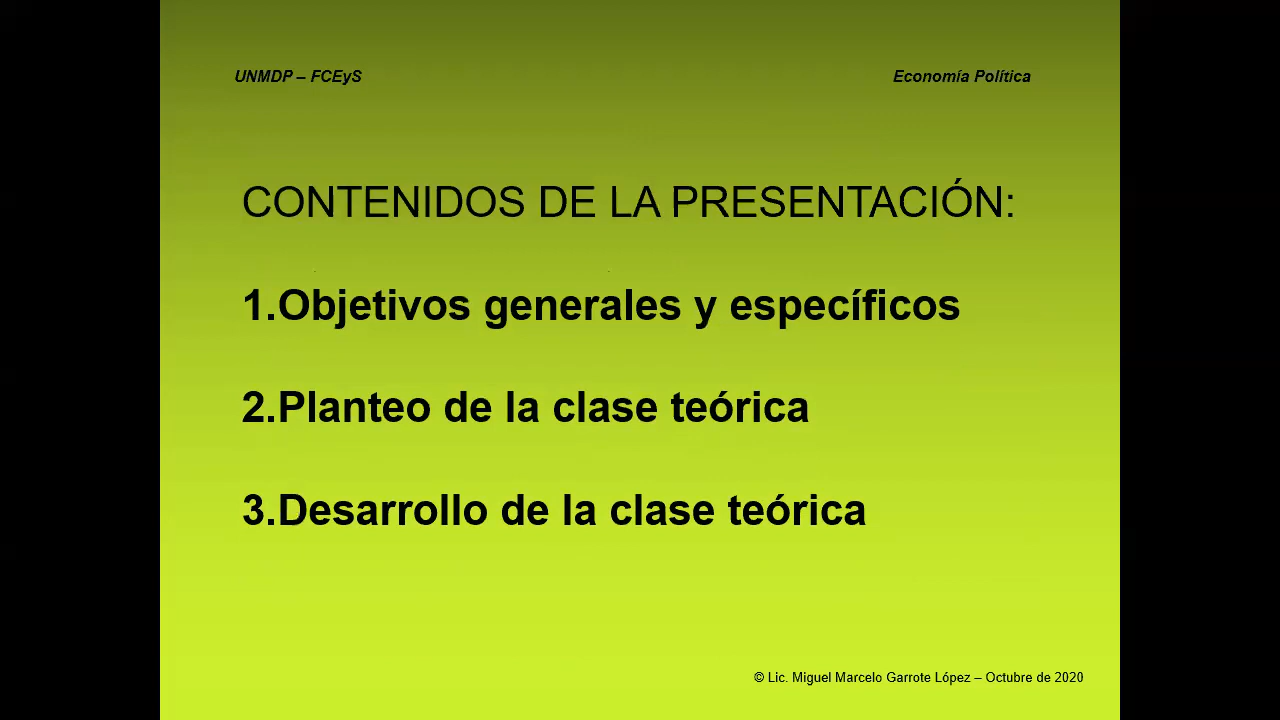 UNMDP – FCEyS
Economía Política
CONTENIDOS DE LA PRESENTACIÓN:
1.Objetivos generales y específicos
2.Planteo de la clase teórica
3.Desarrollo de la clase teórica
© Lic. Miguel Marcelo Garrote López – Octubre de 2020